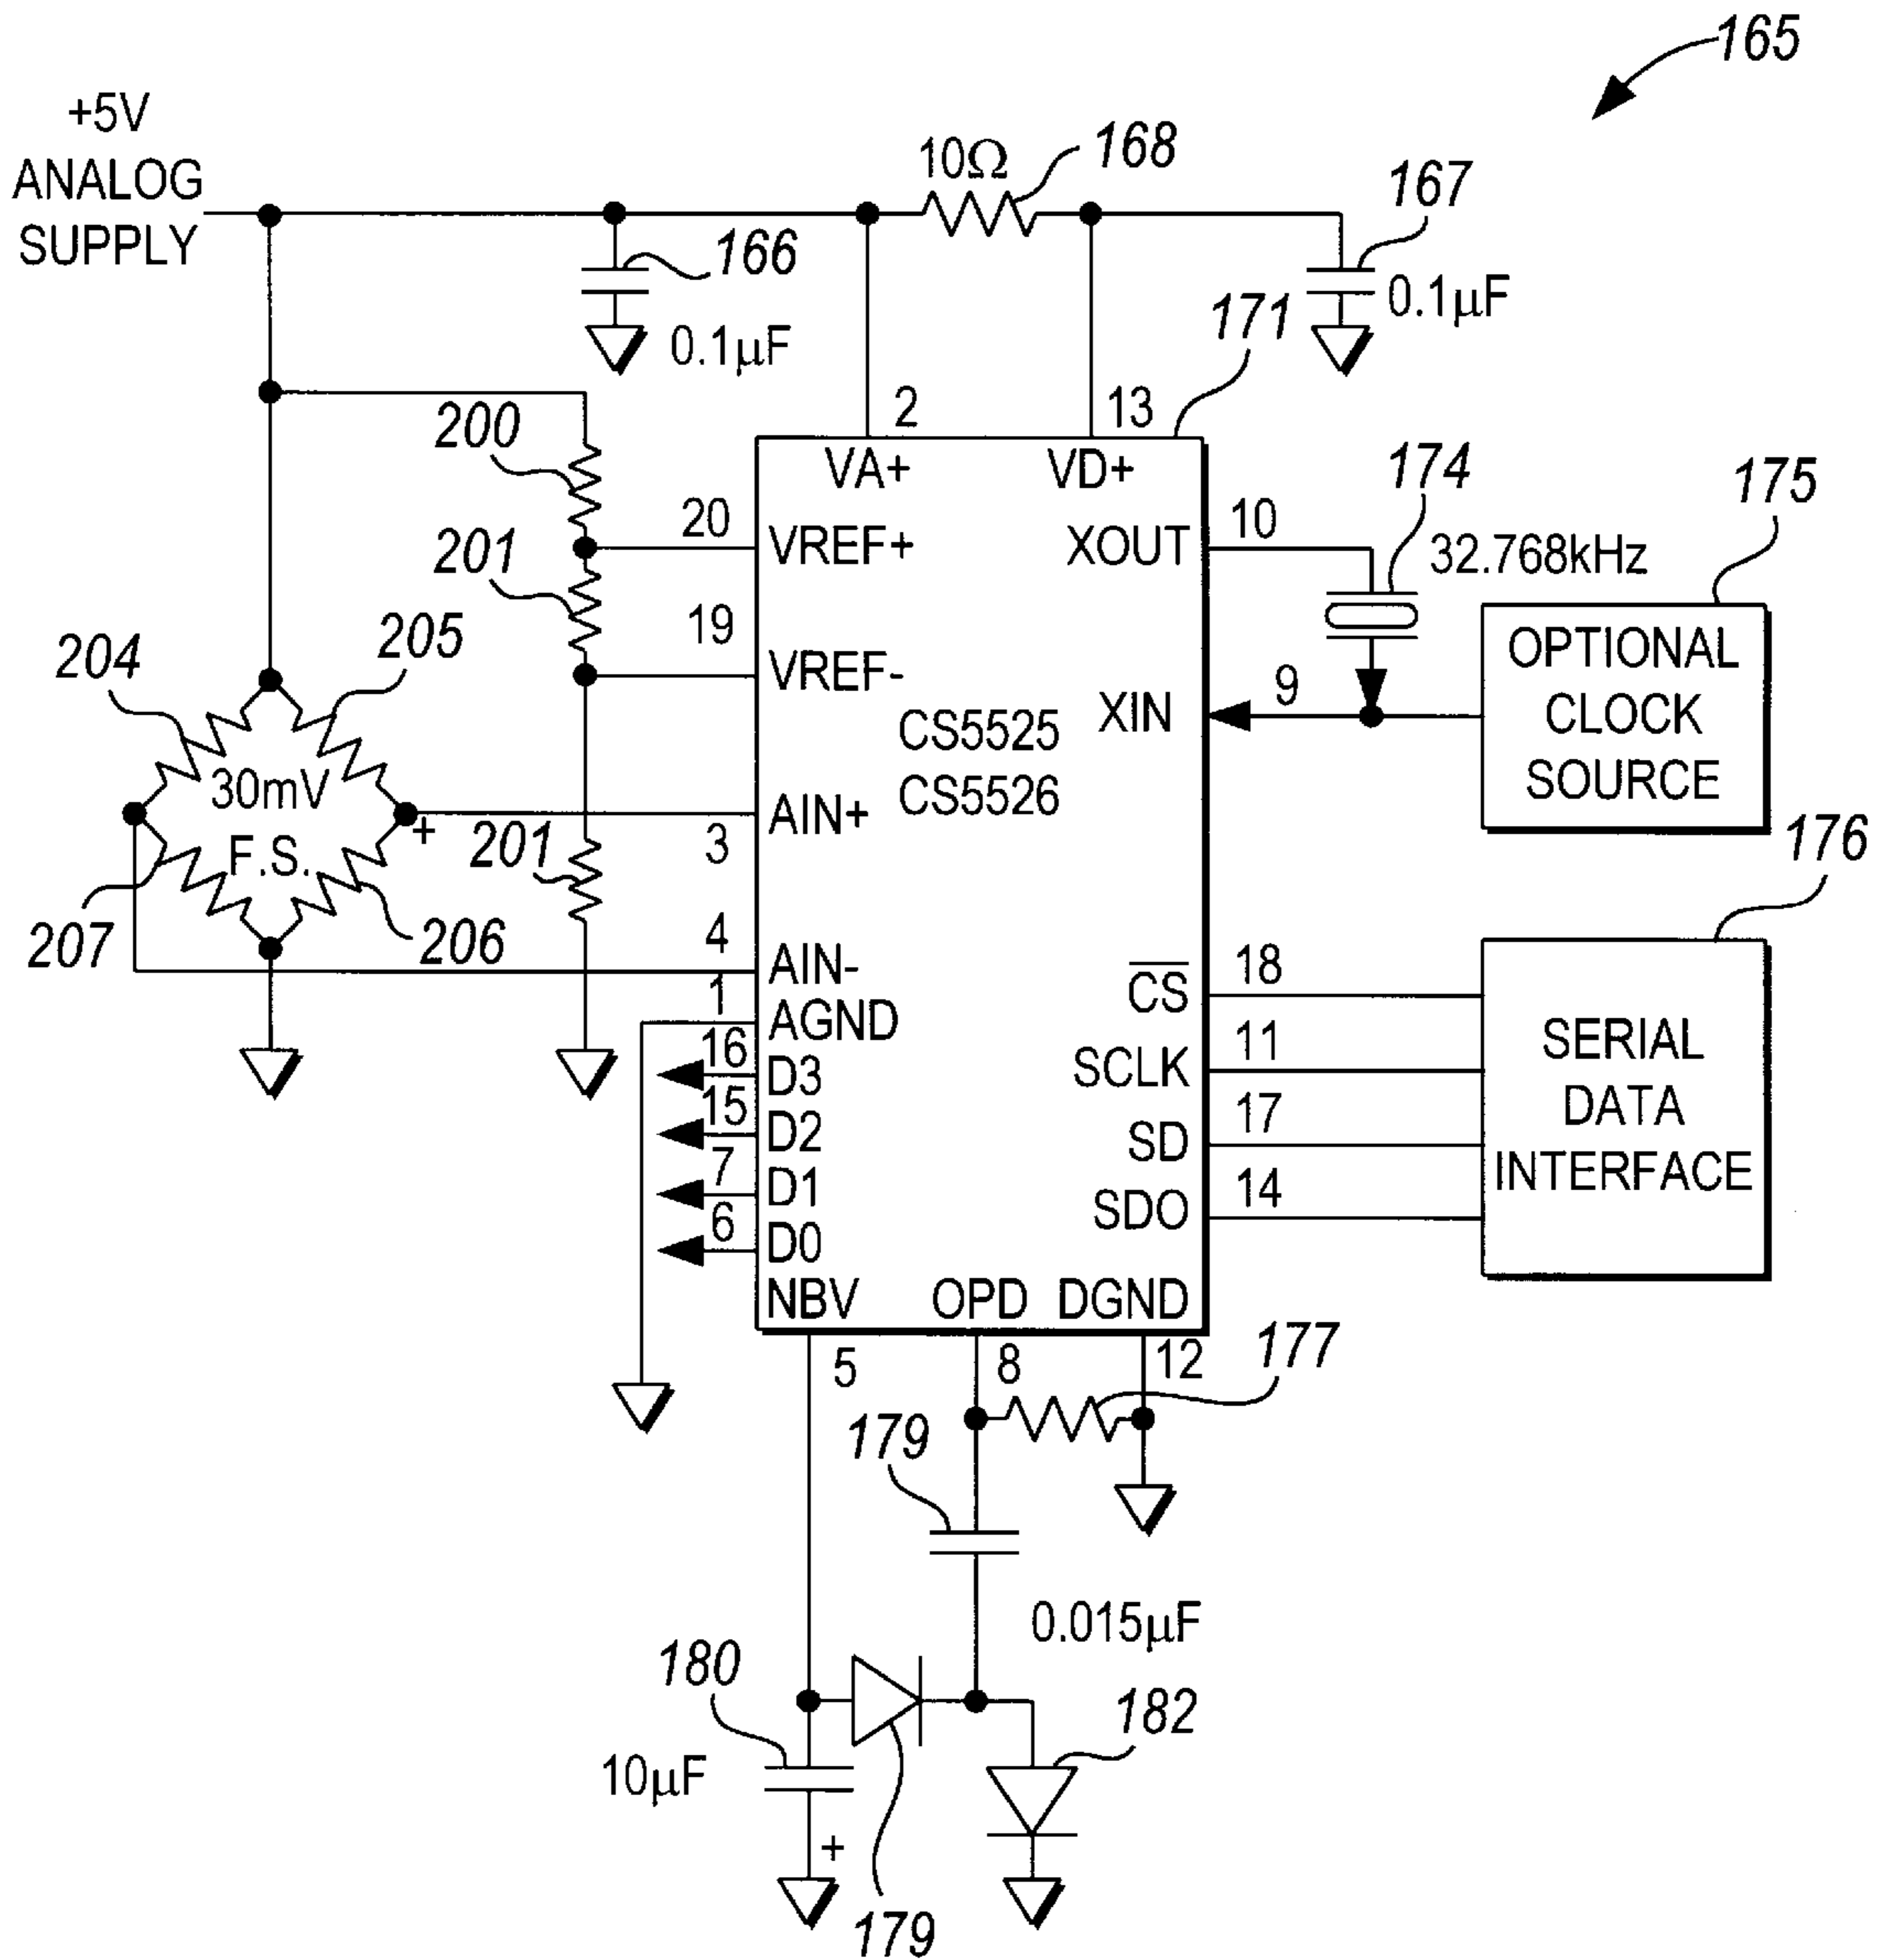 165
+5V
ANALOG
SUPPLY
10Ω
168
167
166
0.1µF
0.1µF
171
2
13
200
VA+
VD+
174
175
20
VREF+
XOUT
10
32.768kHz
201
19
VREF-
204
205
OPTIONAL
CLOCK
SOURCE
9
XIN
CS5525
CS5526
30mV
F.S.
+
AIN+
3
201
176
207
206
4
AIN-
1
AGND
16
D3
15
D2
7
D1
6
D0
CS
18
SCLK
11
SD
17
SDO
14
SERIAL
DATA
INTERFACE
NBV
OPD
DGND
5
8
12
177
179
0.015µF
180
10µF
+
182
179